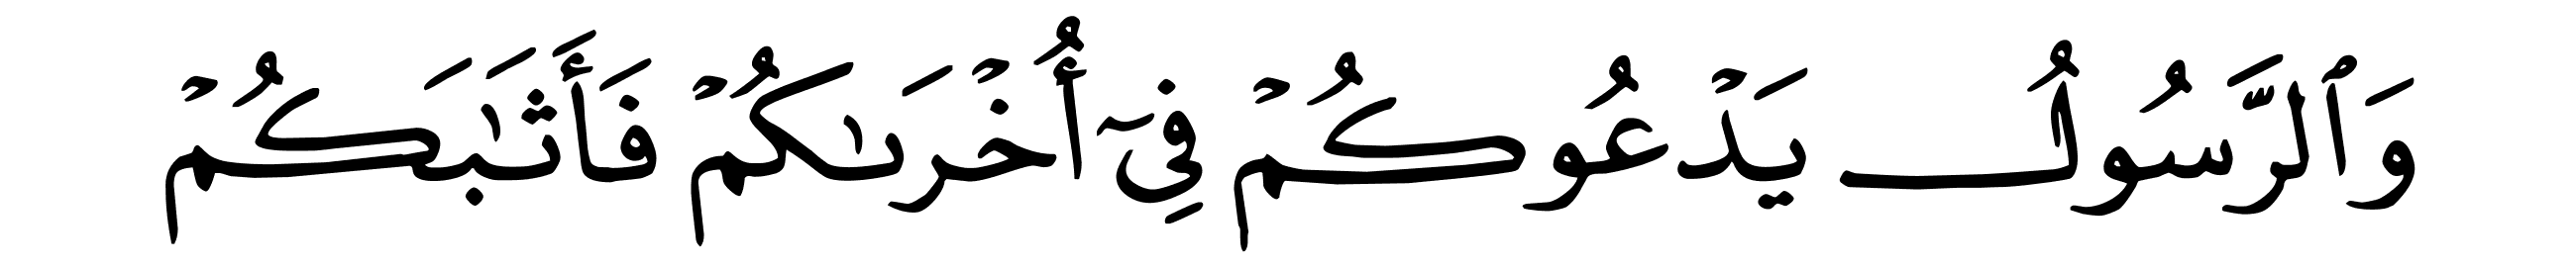 وَٱلرَّسُولُ يَدْعُوكُمْ فِىٓ أُخْرَىٰكُمْ فَأَثَٰبَكُمْ